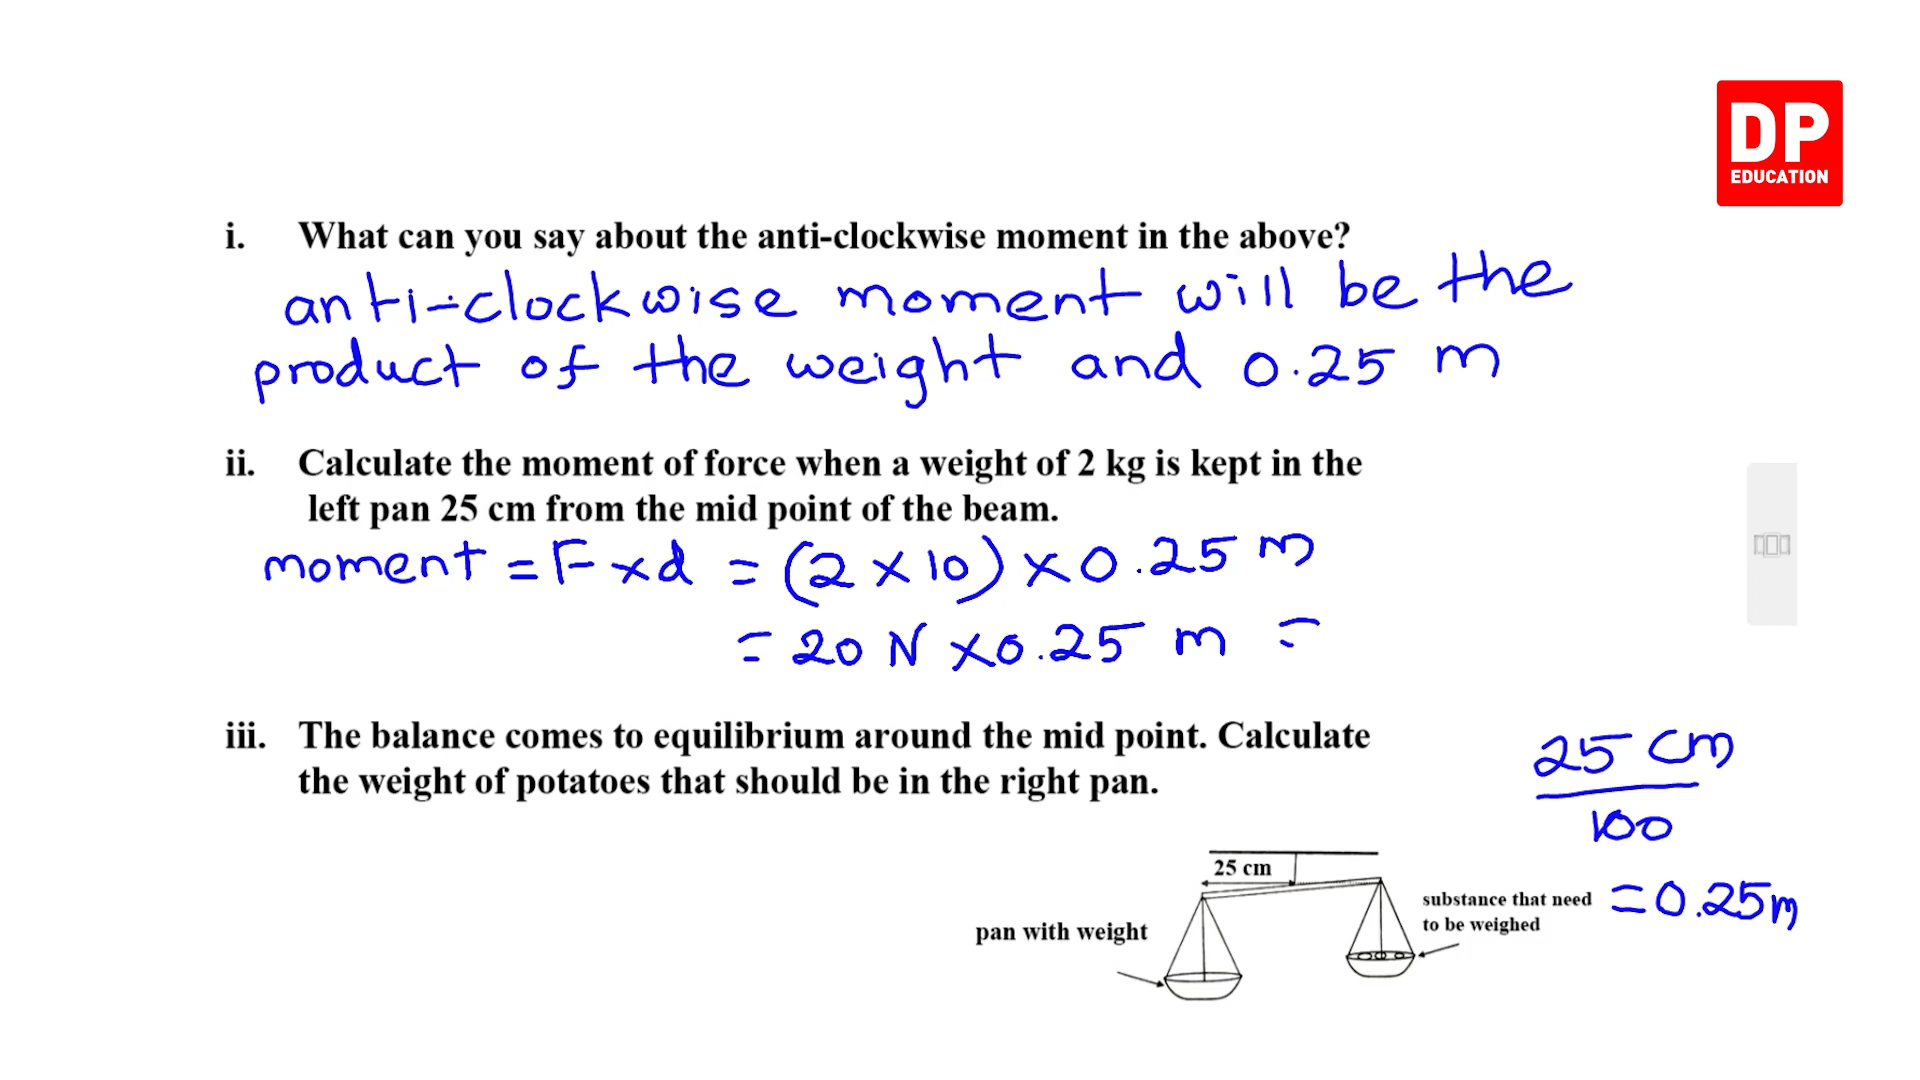 DP
EDUCATION
i. What can you say about the anti-clockwise moment in the above?
anti-clockwise moment will be the
product of the weight and 0.25 m
ii. Calculate the moment of force when a weight of 2 kg is kept in the
left pan 25 cm from the mid point of the beam.
moment = F x d = (2 × 10) × 0.25 m
= 20 N × 0.25 m =
iii. The balance comes to equilibrium around the mid point. Calculate
the weight of potatoes that should be in the right pan.
25 cm
100
= 0.25m
25 cm
pan with weight
substance that need
to be weighed